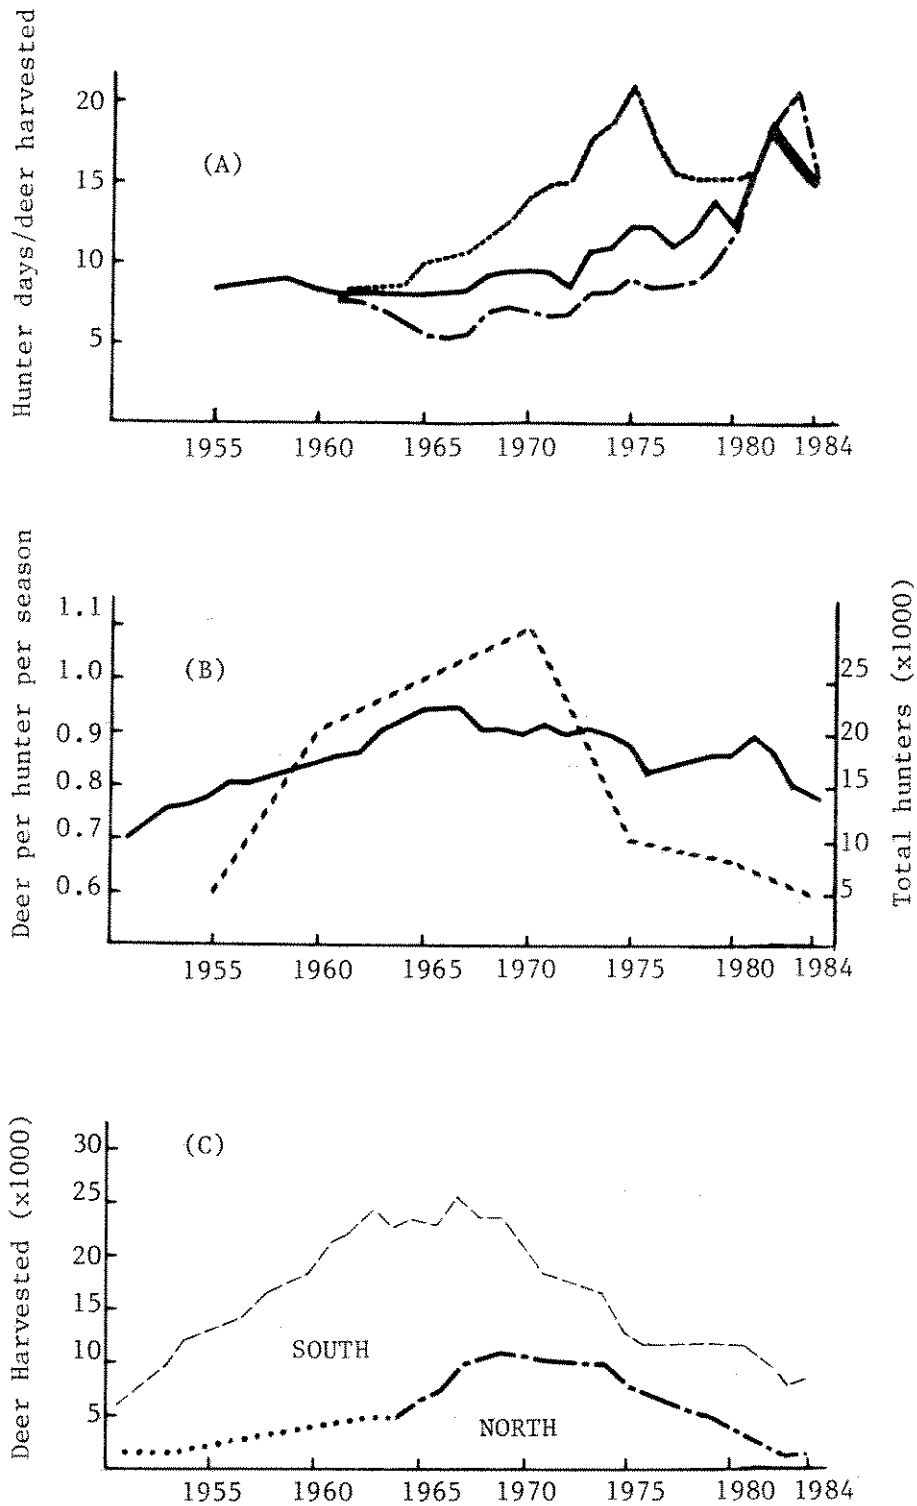 Hunter days/deer harvested
20
15
10
5
(A)
1955 1960 1965 1970 1975 1980 1984
Deer per hunter per season
1.1
1.0
0.9
0.8
0.7
0.6
(B)
25
20
15
10
5
Total hunters (x1000)
1955 1960 1965 1970 1975 1980 1984
Deer Harvested (x1000)
30
25
20
15
10
5
(C)
SOUTH
NORTH
1955 1960 1965 1970 1975 1980 1984